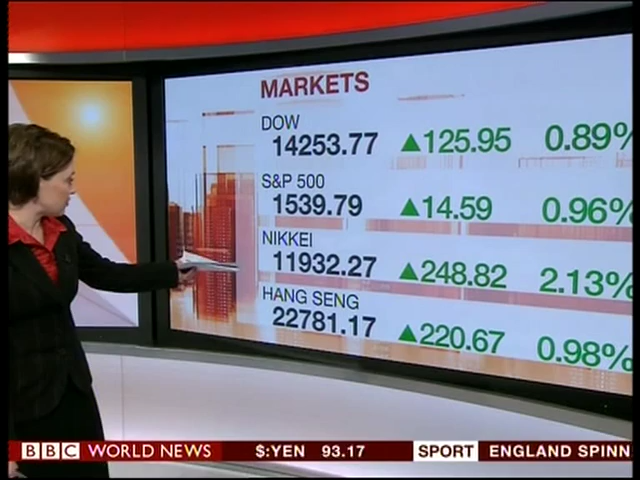 MARKETS
DOW
14253.77 ▲125.95 0.89%
S&P 500
1539.79 ▲14.59 0.96%
NIKKEI
11932.27 ▲248.82 2.13%
HANG SENG
22781.17 ▲220.67 0.98%
BBC WORLD NEWS $:YEN 93.17 SPORT ENGLAND SPINN